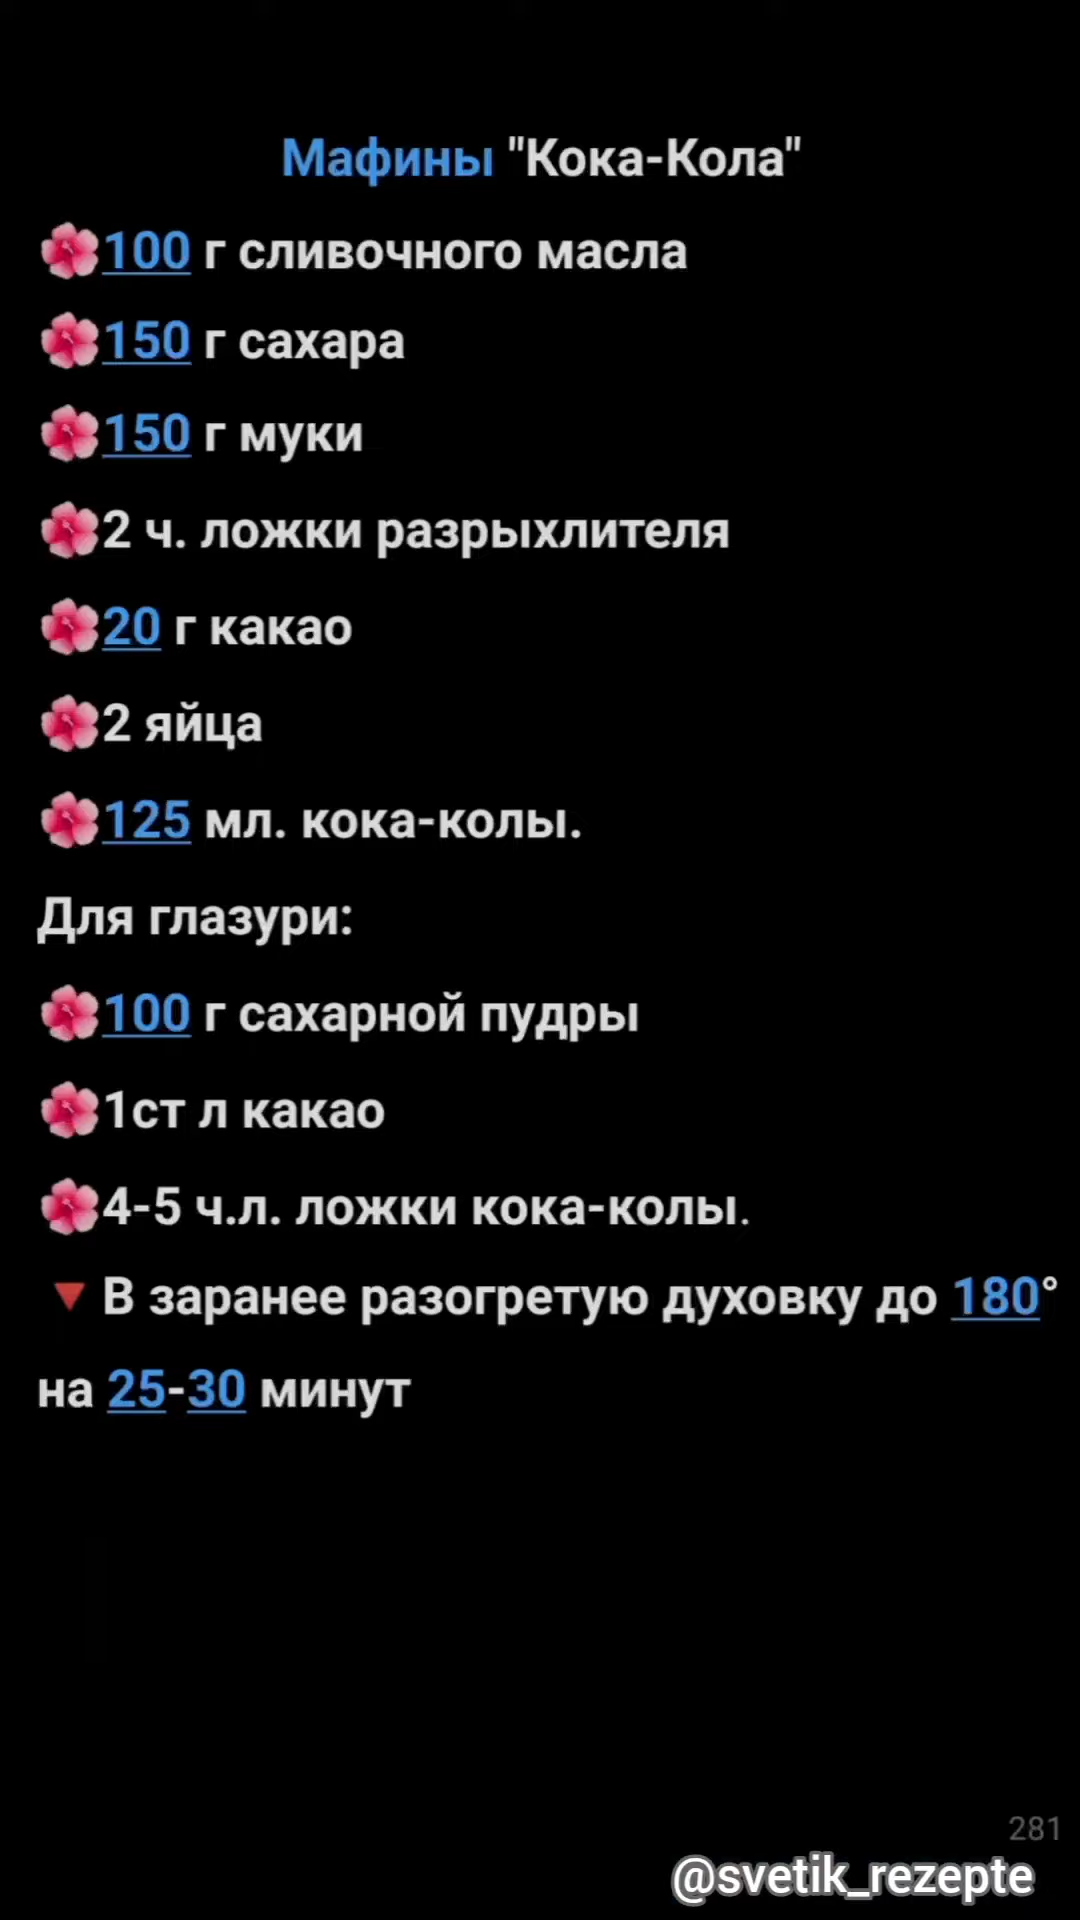 Мафины "Кока-Кола"
🌺100 г сливочного масла
🌺150 г сахара
🌺150 г муки
🌺2 ч. ложки разрыхлителя
🌺20 г какао
🌺2 яйца
🌺125 мл. кока-колы.
Для глазури:
🌺100 г сахарной пудры
🌺1ст л какао
🌺4-5 ч.л. ложки кока-колы.
🔻В заранее разогретую духовку до 180°
на 25-30 минут
281
@svetik_rezepte